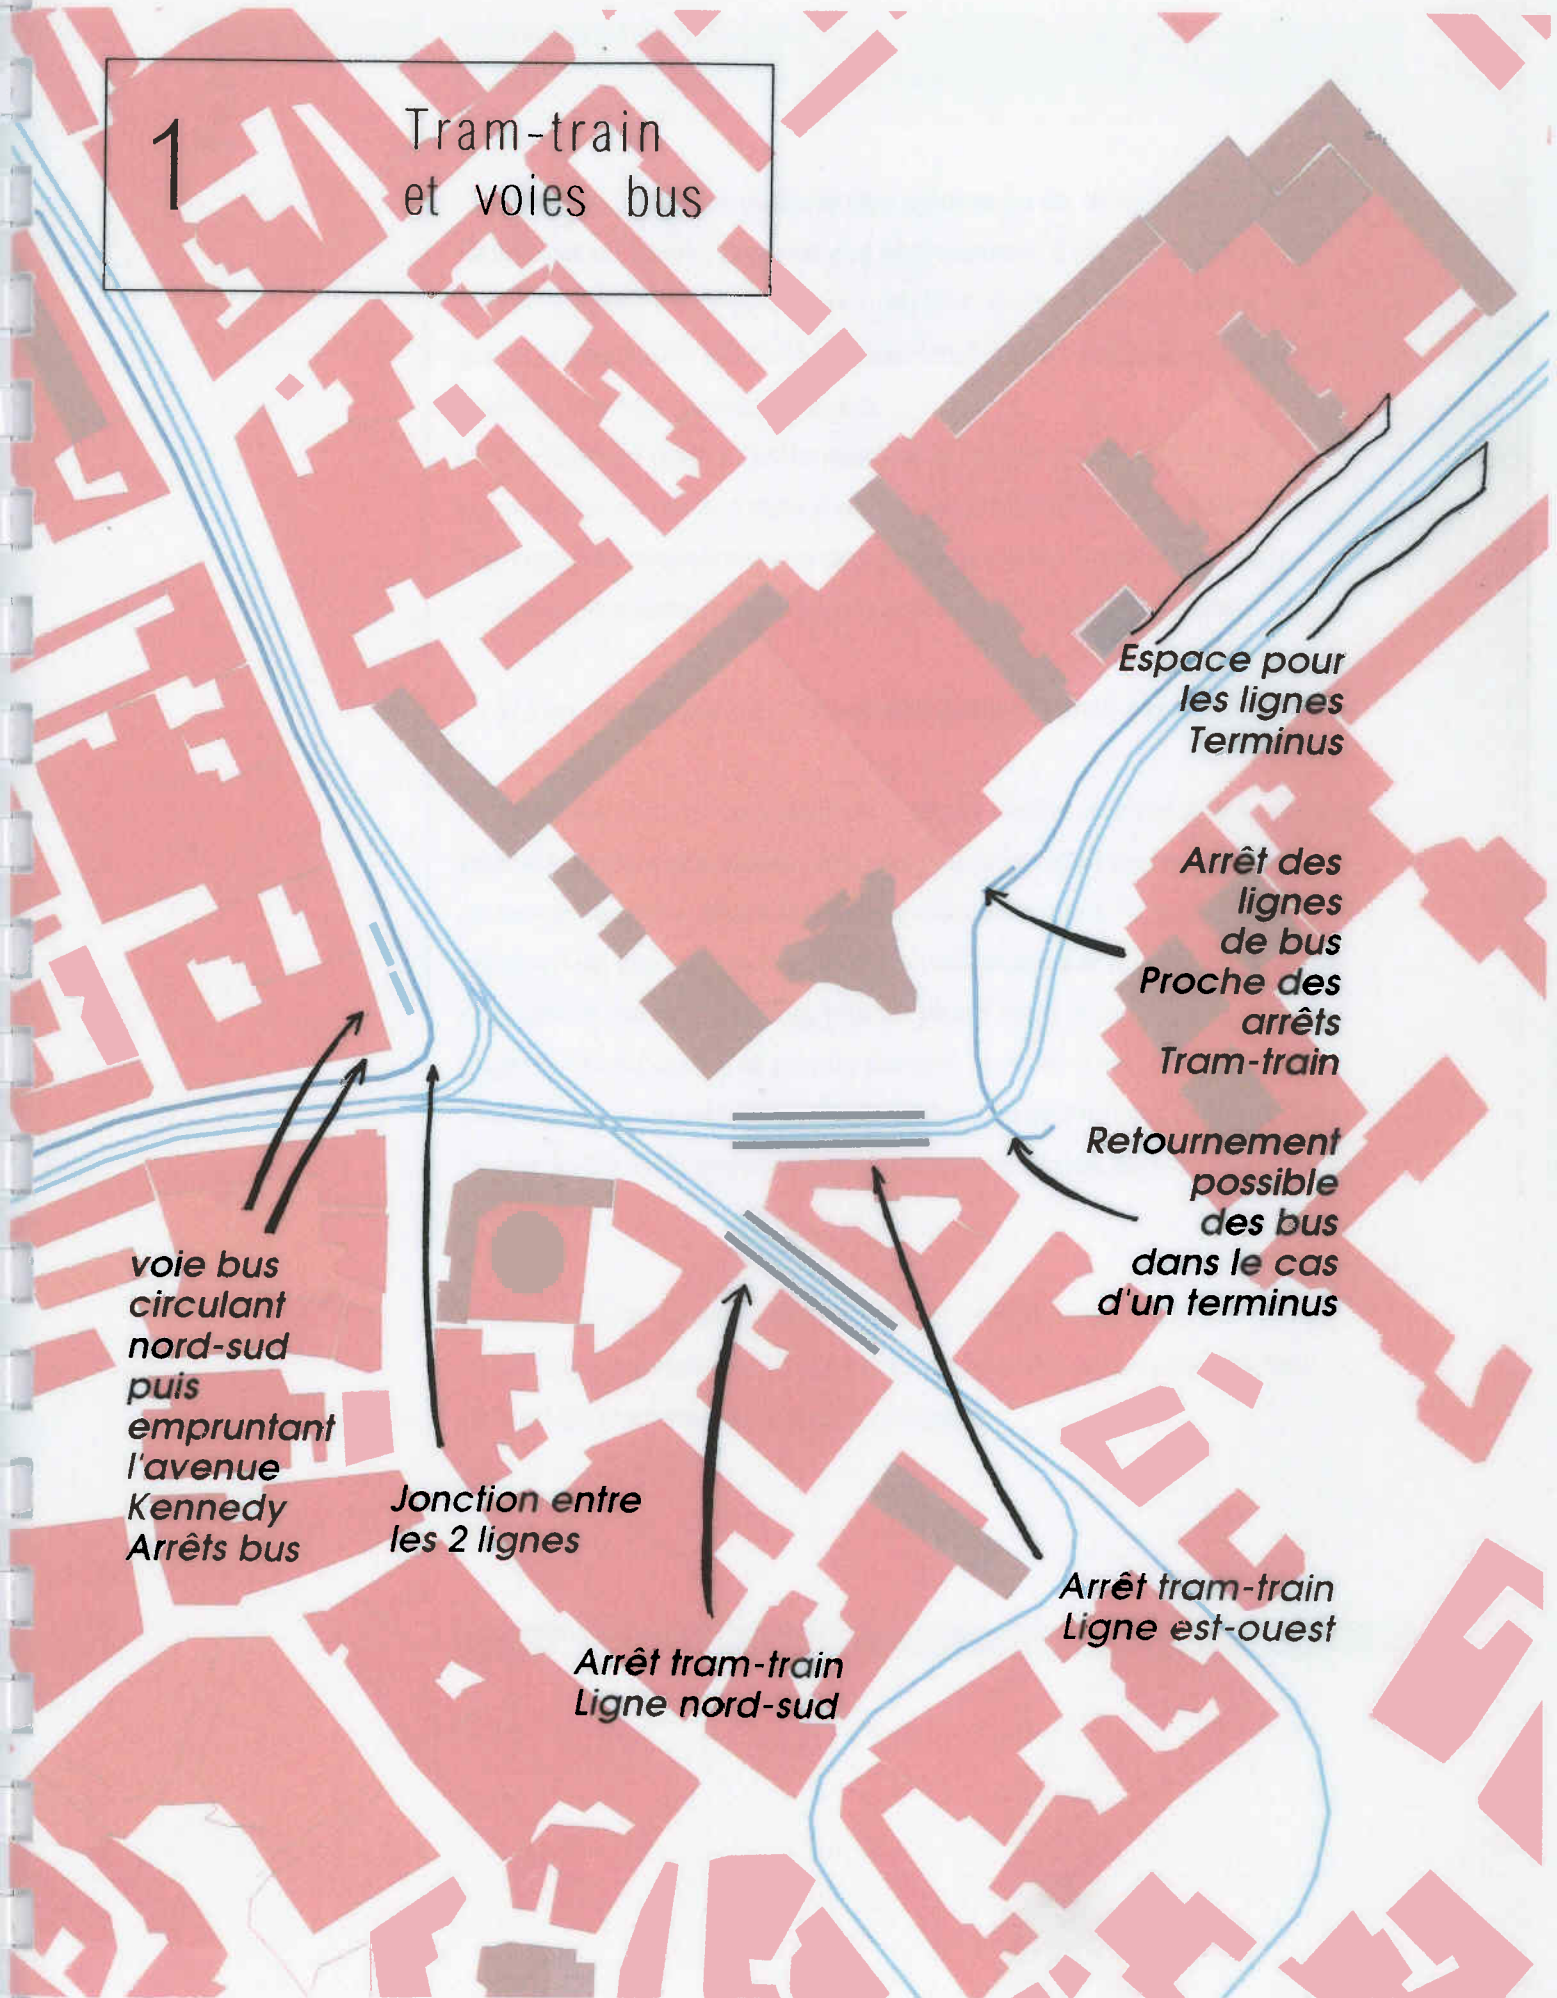 1
Tram-train
et voies bus
Espace pour
les lignes
Terminus
Arrêt des
lignes
de bus
Proche des
arrêts
Tram-train
Retournement
possible
des bus
dans le cas
d'un terminus
voie bus
circulant
nord-sud
puis
empruntant
l'avenue
Kennedy
Arrêts bus
Jonction entre
les 2 lignes
Arrêt tram-train
Ligne nord-sud
Arrêt tram-train
Ligne est-ouest